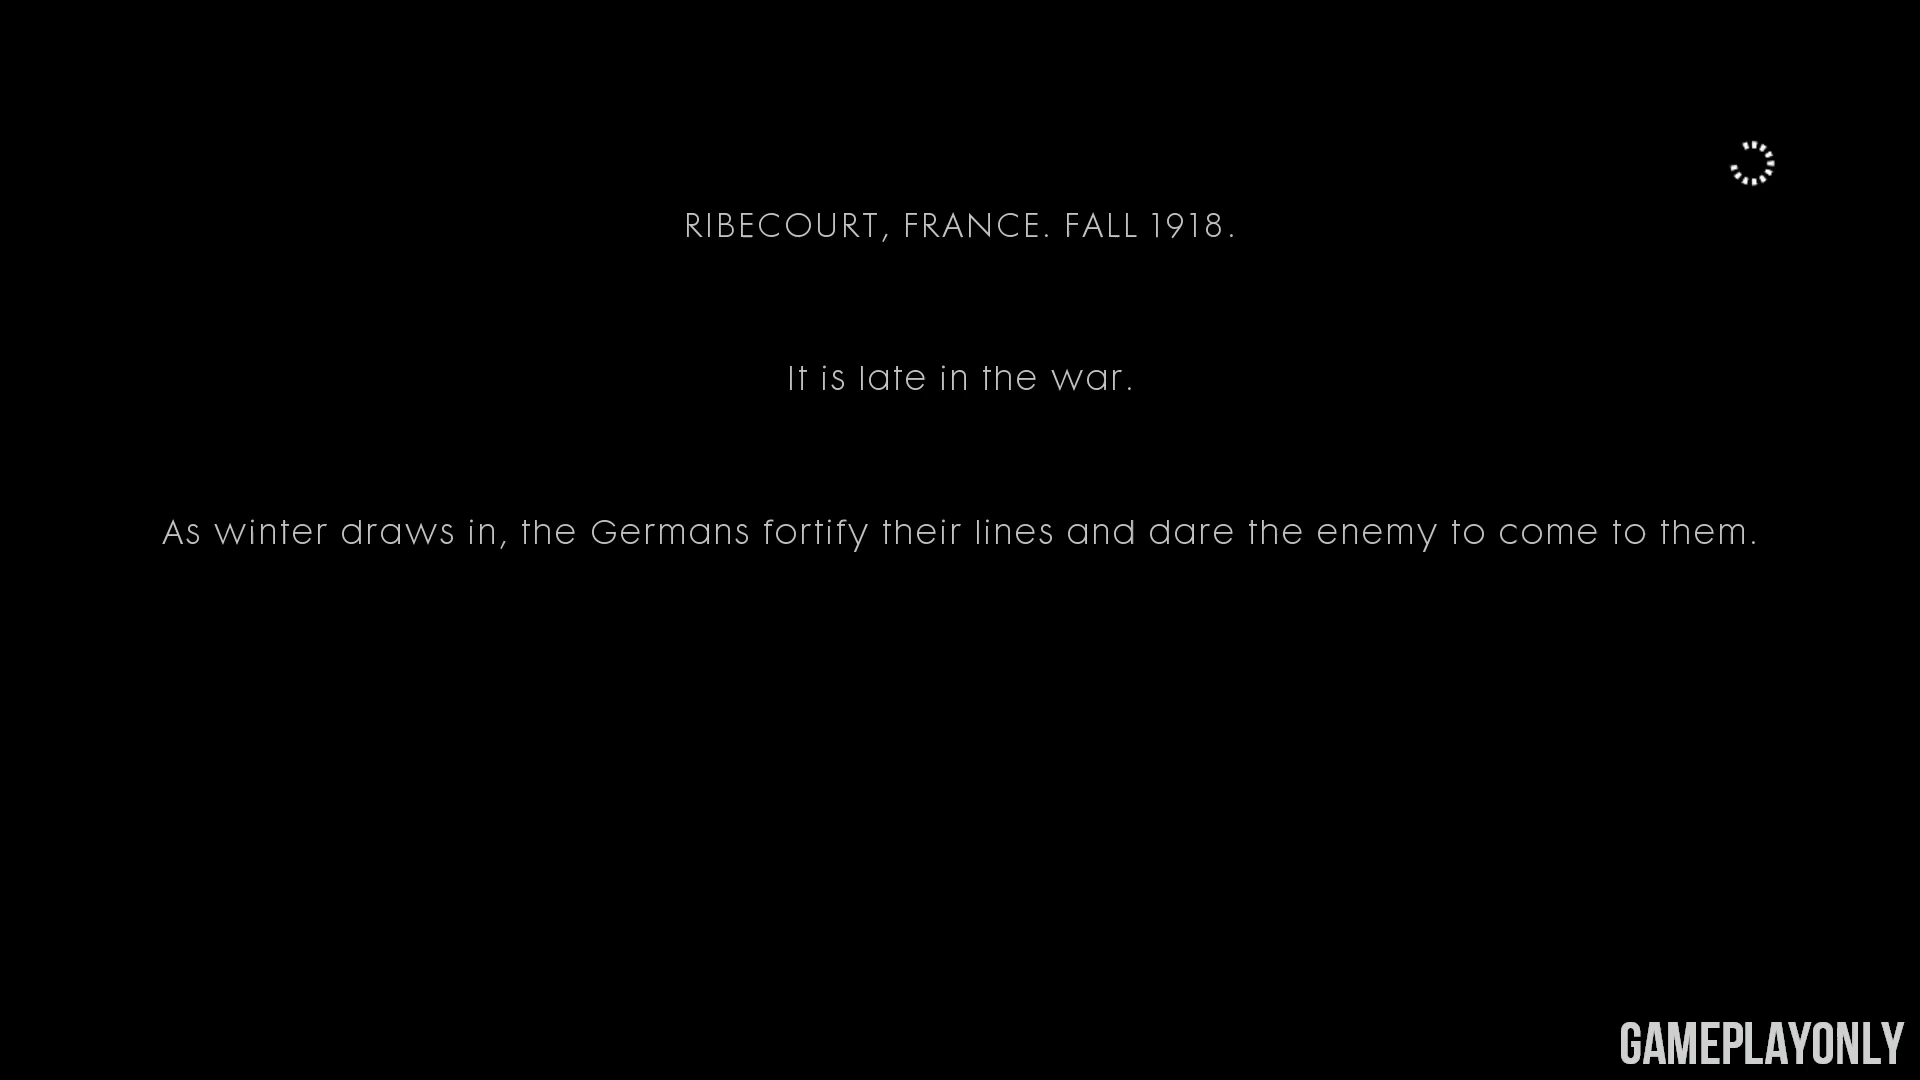 RIBECOURT, FRANCE. FALL 1918.
It is late in the war.
As winter draws in, the Germans fortify their lines and dare the enemy to come to them.
GAMEPLAYONLY